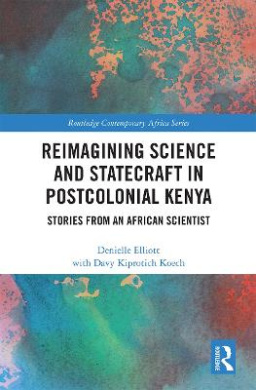 Routledge Contemporary Africa Series
REIMAGINING SCIENCE
AND STATECRAFT IN
POSTCOLONIAL KENYA
STORIES FROM AN AFRICAN SCIENTIST
Denielle Elliott
with Davy Kiprotich Koech
R
ROUTLEDGE